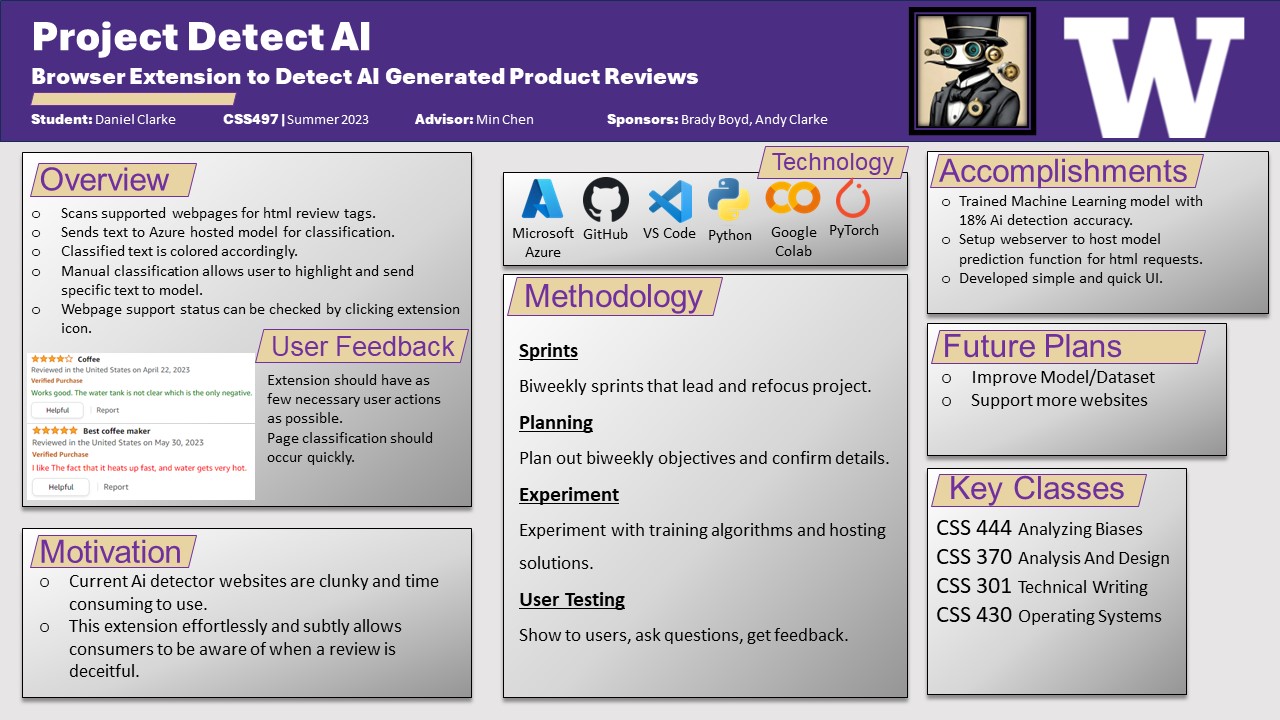 Project Detect AI
Browser Extension to Detect AI Generated Product Reviews
Student: Daniel Clarke CSS497 | Summer 2023 Advisor: Min Chen Sponsors: Brady Boyd, Andy Clarke
W
Overview
o Scans supported webpages for html review tags.
o Sends text to Azure hosted model for classification.
o Classified text is colored accordingly.
o Manual classification allows user to highlight and send
specific text to model.
o Webpage support status can be checked by clicking extension
icon.
Coffee
Reviewed in the United States on April 22, 2023
Verified Purchase
Works good. The water tank is not clear which is the only negative.
Helpful | Report
Best coffee maker
Reviewed in the United States on May 30, 2023
Verified Purchase
I like The fact that it heats up fast, and water gets very hot.
Helpful | Report
User Feedback
Extension should have as
few necessary user actions
as possible.
Page classification should
occur quickly.
Motivation
o Current Ai detector websites are clunky and time
consuming to use.
o This extension effortlessly and subtly allows
consumers to be aware of when a review is
deceitful.
Technology
Microsoft
Azure
GitHub
VS Code
Python
Google
Colab
PyTorch
Methodology
Sprints
Biweekly sprints that lead and refocus project.
Planning
Plan out biweekly objectives and confirm details.
Experiment
Experiment with training algorithms and hosting
solutions.
User Testing
Show to users, ask questions, get feedback.
Accomplishments
o Trained Machine Learning model with
18% Ai detection accuracy.
o Setup webserver to host model
prediction function for html requests.
o Developed simple and quick UI.
Future Plans
o Improve Model/Dataset
o Support more websites
Key Classes
CSS 444 Analyzing Biases
CSS 370 Analysis And Design
CSS 301 Technical Writing
CSS 430 Operating Systems